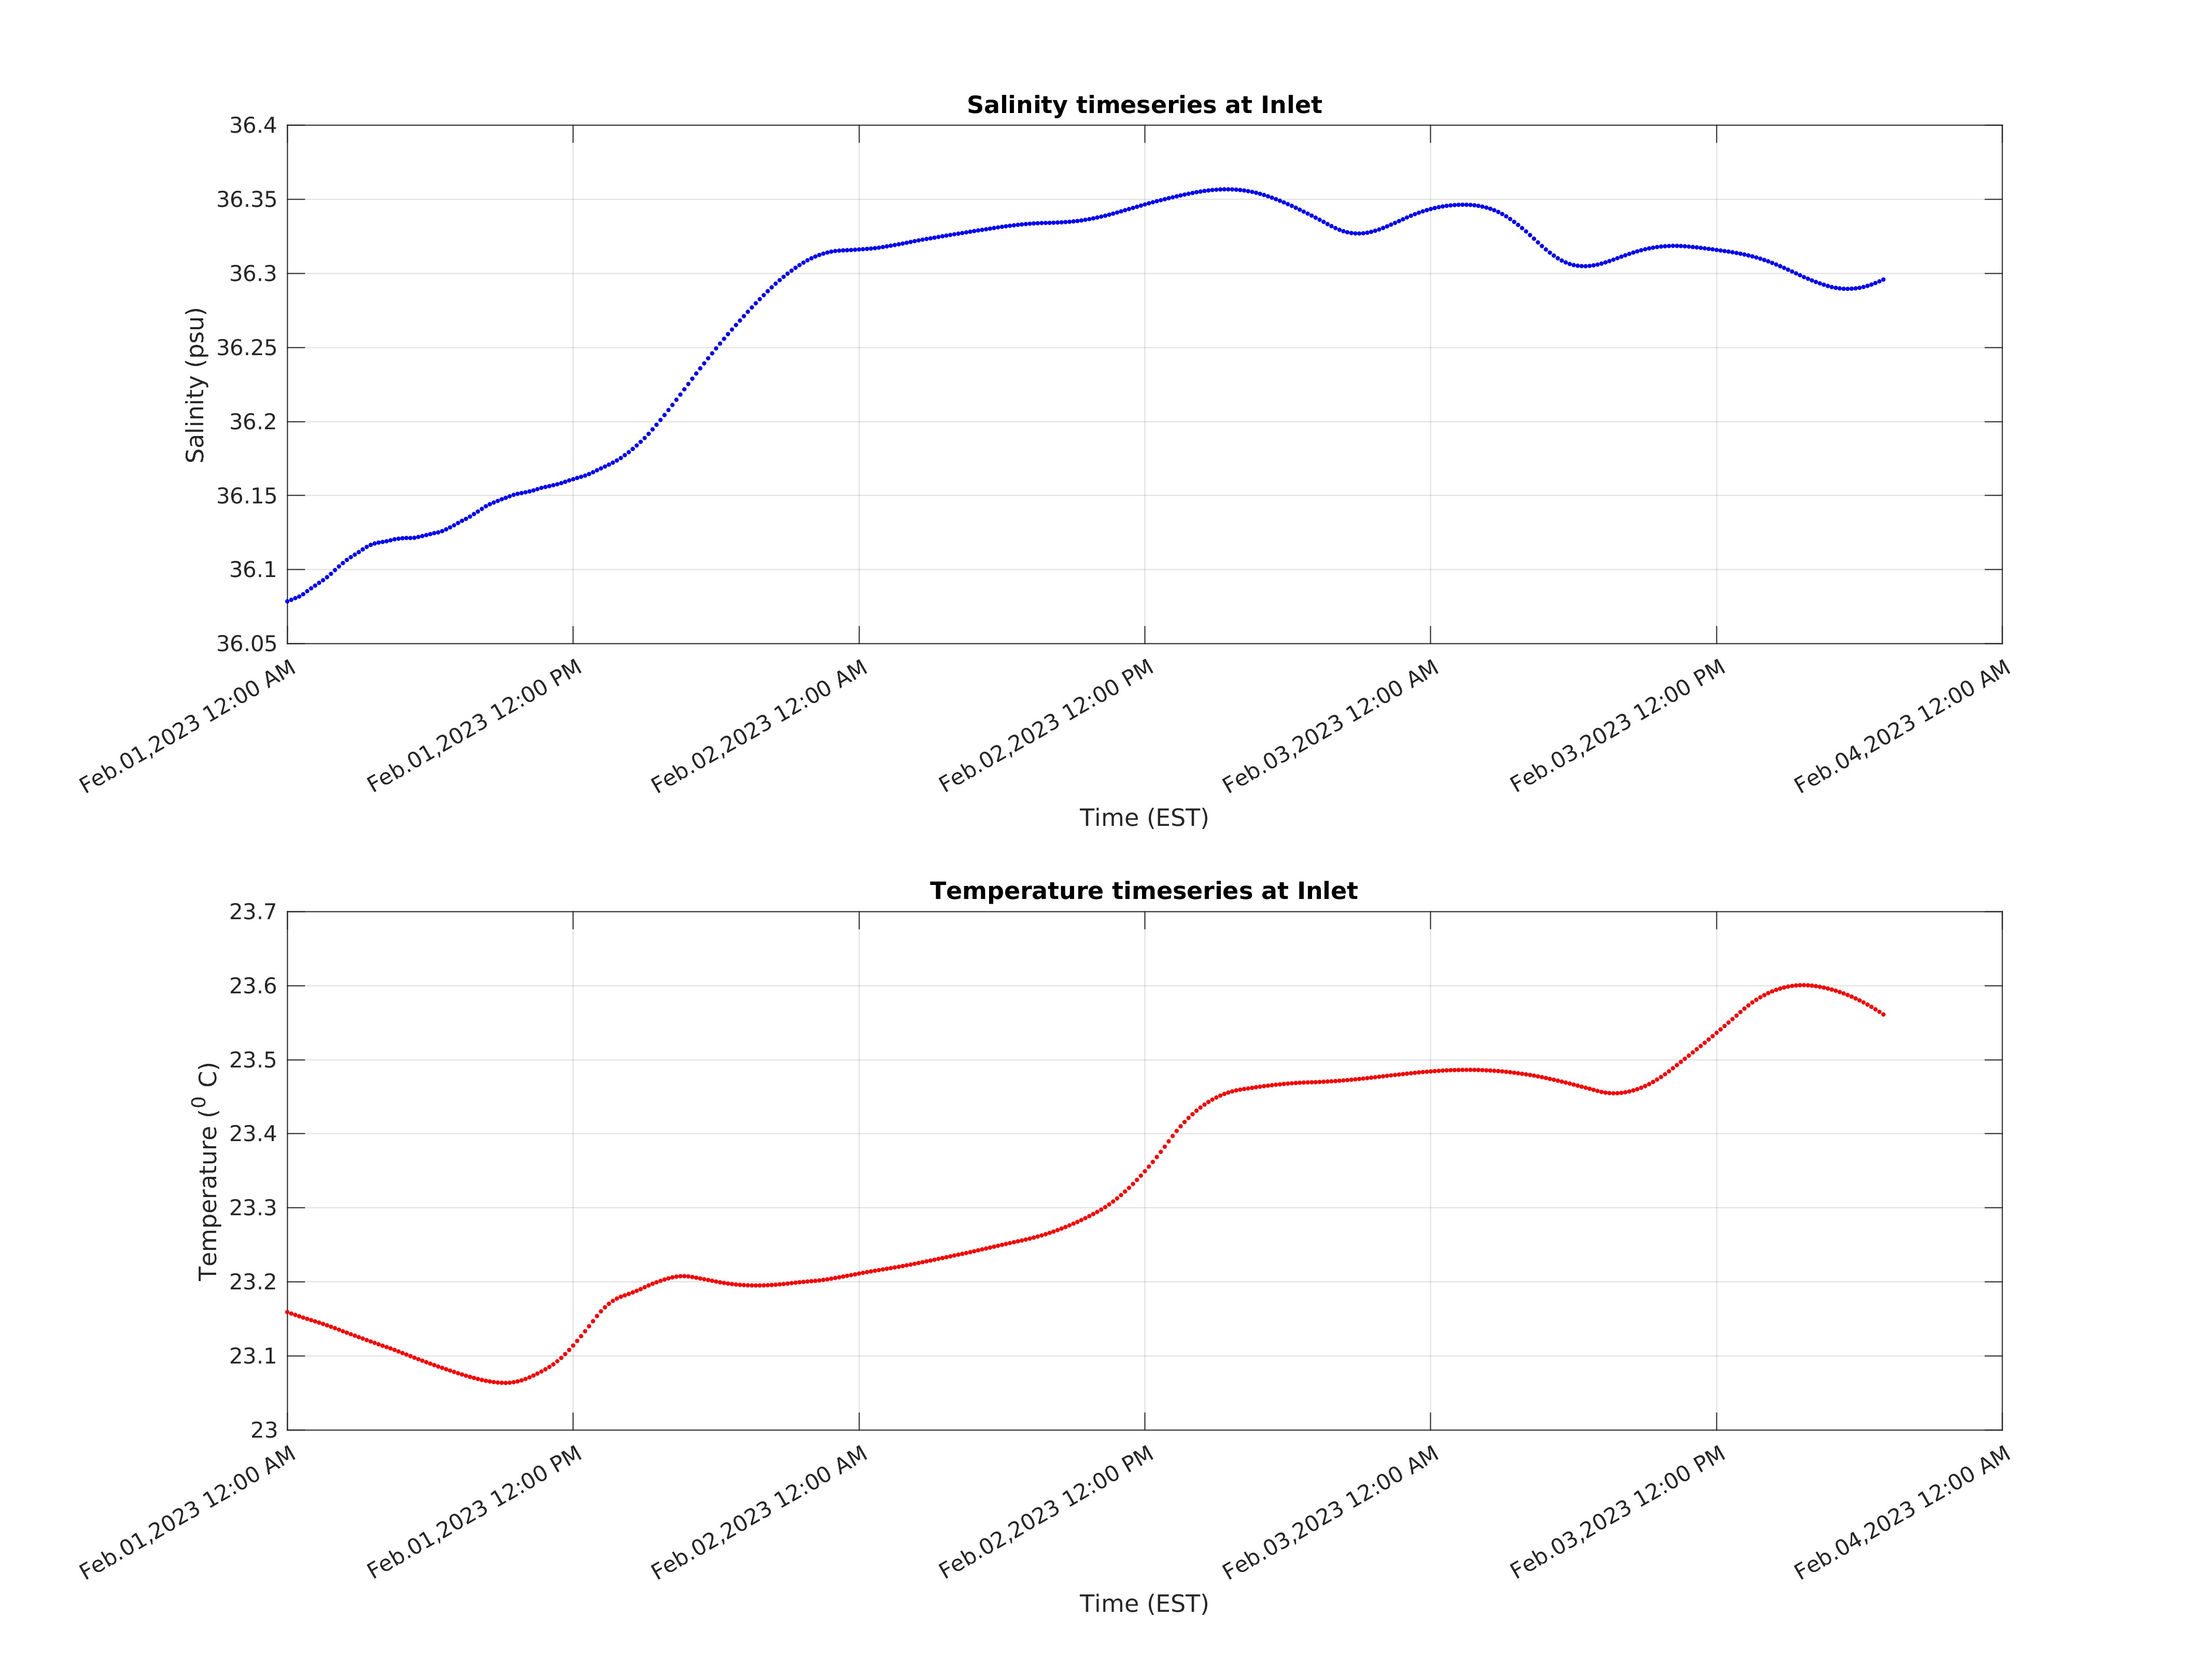 Salinity timeseries at Inlet
36.4
36.35
36.3
36.25
36.2
36.15
36.1
36.05
Salinity (psu)
Feb.01,2023 12:00 AM
Feb.01,2023 12:00 PM
Feb.02,2023 12:00 AM
Feb.02,2023 12:00 PM
Feb.03,2023 12:00 AM
Feb.03,2023 12:00 PM
Feb.04,2023 12:00 AM
Time (EST)
Temperature timeseries at Inlet
23.7
23.6
23.5
23.4
23.3
23.2
23.1
23
Temperature (⁰ C)
Feb.01,2023 12:00 AM
Feb.01,2023 12:00 PM
Feb.02,2023 12:00 AM
Feb.02,2023 12:00 PM
Feb.03,2023 12:00 AM
Feb.03,2023 12:00 PM
Feb.04,2023 12:00 AM
Time (EST)